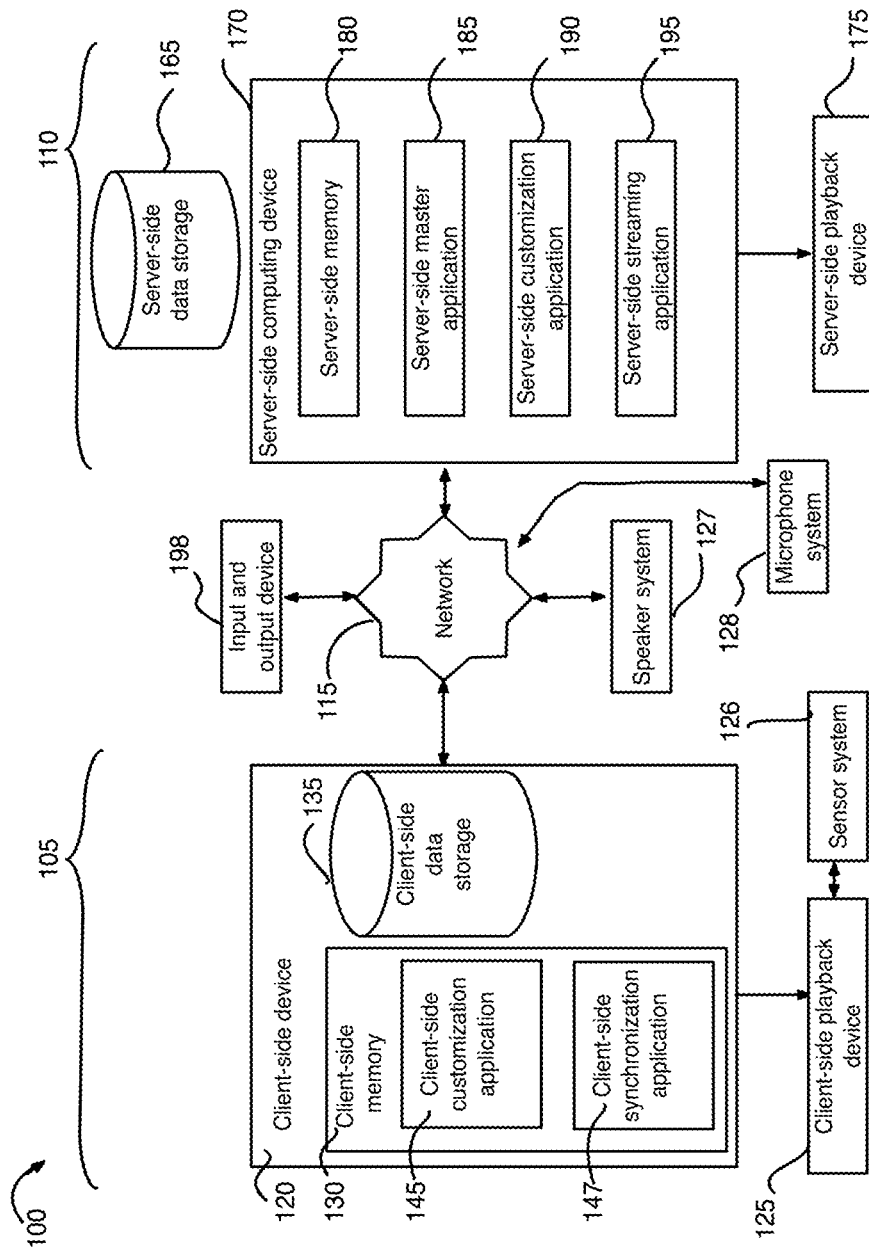 100
105
110
Server-side
data storage
165
Input and
output device
198
Client-side device
120
Client-side
memory
130
Client-side
customization
application
145
Client-side
synchronization
application
147
Client-side
data
storage
135
Network
115
Server-side computing device
170
Server-side memory
180
Server-side master
application
185
Server-side customization
application
190
Server-side streaming
application
195
Client-side playback
device
125
Sensor system
126
Speaker system
127
Microphone
system
128
Server-side playback
device
175